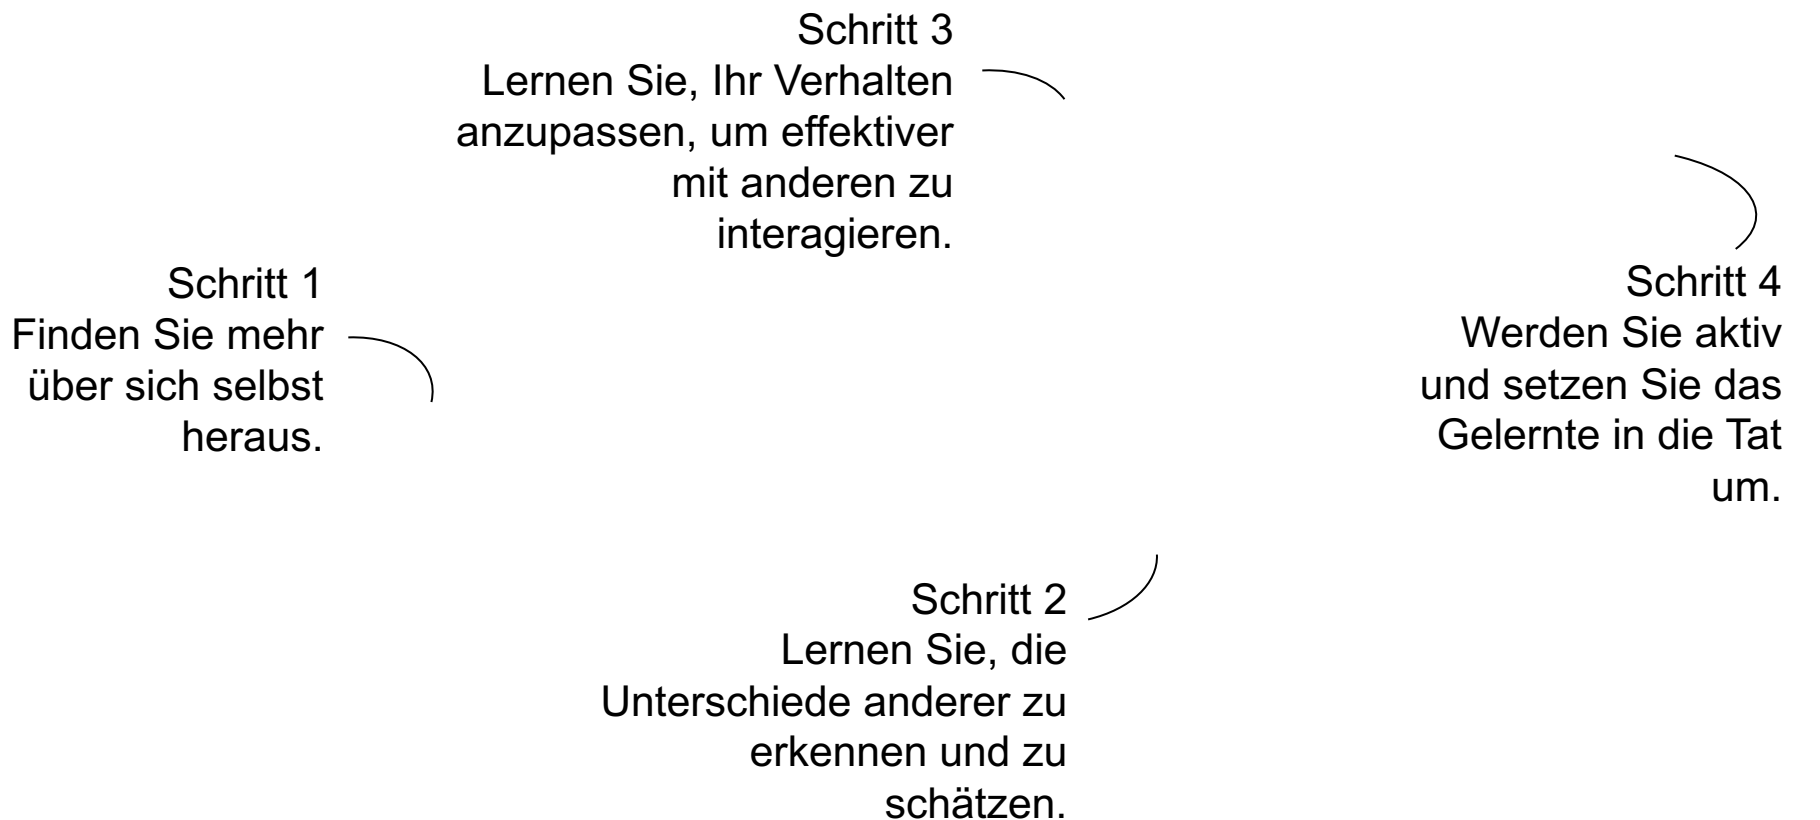 Schritt 1
Finden Sie mehr
über sich selbst
heraus.
Schritt 2
Lernen Sie, die
Unterschiede anderer zu
erkennen und zu
schätzen.
Schritt 3
Lernen Sie, Ihr Verhalten
anzupassen, um effektiver
mit anderen zu
interagieren.
Schritt 4
Werden Sie aktiv
und setzen Sie das
Gelernte in die Tat
um.